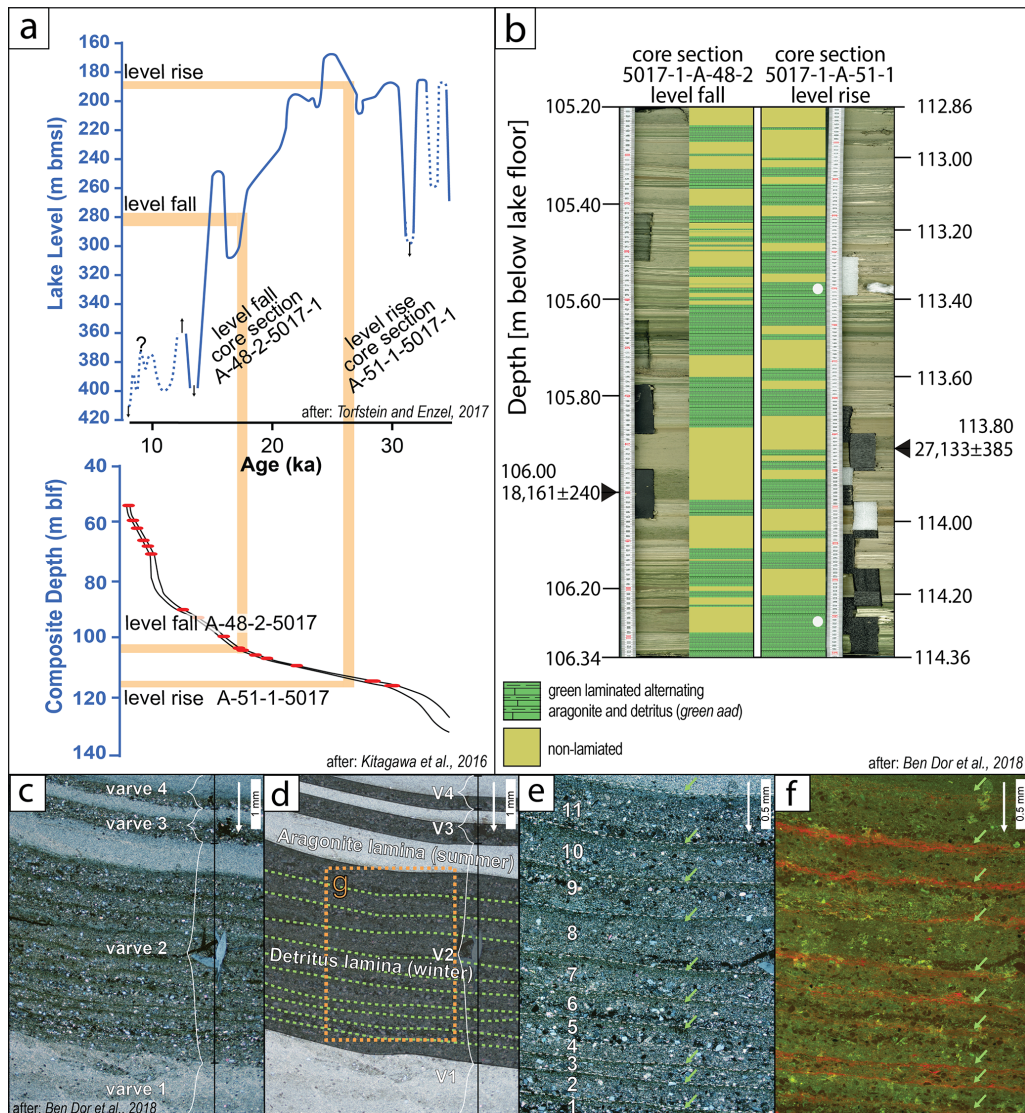 a
160
180
200
220
240
260
280
300
320
340
360
380
400
420
Lake Level (m bmsl)
level rise
level fall
?
level fall
core section
A-48-2-5017-1
level rise
core section
A-51-1-5017-1
after: Torfstein and Enzel, 2017
10
20
30
Age (ka)
40
60
80
100
120
140
Composite Depth (m blf)
level fall A-48-2-5017
level rise A-51-1-5017
after: Kitagawa et al., 2016
b
core section
5017-1-A-48-2
level fall
core section
5017-1-A-51-1
level rise
Depth [m below lake floor]
105.20
105.40
105.60
105.80
106.00
18,161±240
106.20
106.34
112.86
113.00
113.20
113.40
113.60
113.80
27,133±385
114.00
114.20
114.36
green laminated alternating
aragonite and detritus (green aad)
non-lamiated
after: Ben Dor et al., 2018
c
varve 4
varve 3
varve 2
varve 1
1 mm
after: Ben Dor et al., 2018
d
V4
V3
Aragonite lamina (summer)
g
V2
Detritus lamina (winter)
V1
1 mm
e
11
10
9
8
7
6
5
4
3
2
1
0.5 mm
f
0.5 mm